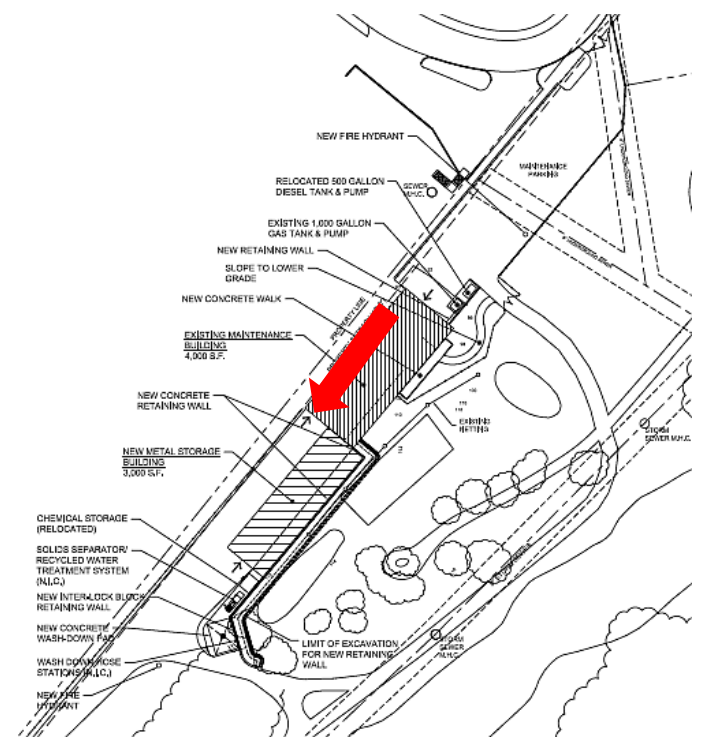 NEW FIRE HYDRANT
MAINTENANCE
PARKING
RELOCATED 500 GALLON
DIESEL TANK & PUMP
SEWER
M.H.C.
EXISTING 1,000 GALLON
GAS TANK & PUMP
NEW RETAINING WALL
SLOPE TO LOWER
GRADE
NEW CONCRETE WALK
PROPERTY LINE
EXISTING MAINTENANCE
BUILDING
4,000 S.F.
NEW CONCRETE
RETAINING WALL
EXISTING
NETTING
STORM
SEWER M.H.C.
NEW METAL STORAGE
BUILDING
3,000 S.F.
CHEMICAL STORAGE
(RELOCATED)
SOLIDS SEPARATOR/
RECYCLED WATER
TREATMENT SYSTEM
(N.I.C.)
NEW INTER-LOCK BLOCK
RETAINING WALL
NEW CONCRETE
WASH-DOWN PAD
WASH DOWN HOSE
STATIONS (N.I.C.)
NEW FIRE
HYDRANT
LIMIT OF EXCAVATION
FOR NEW RETAINING
WALL
STORM
SEWER
M.H.C.